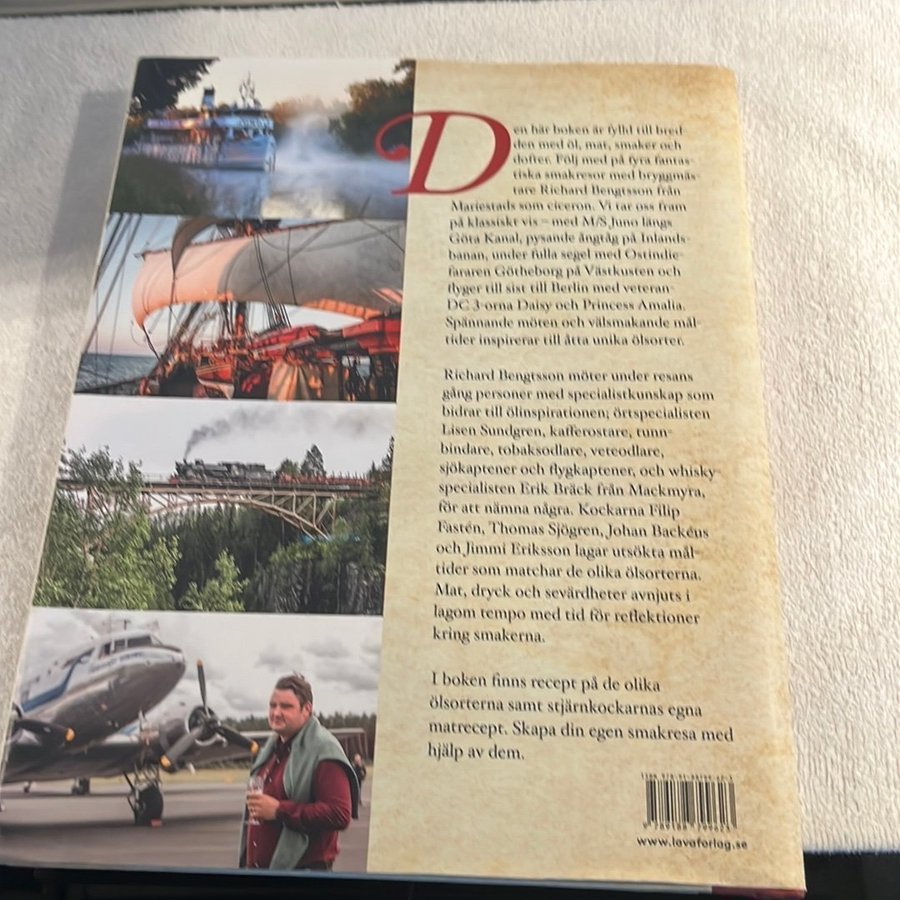 Den här boken är fylld till bred-
den med öl, mat, smaker och
dofter. Följ med på fyra fantas-
tiska smakresor med bryggmäs-
tare Richard Bengtsson från
Mariestads som ciceron. Vi tar oss fram
på klassiskt vis – med M/S Juno längs
Göta Kanal, pysande ångtåg på Inlands-
banan, under fulla segel med Ostindie-
fararen Götheborg på Västkusten och
flyger till sist till Berlin med veteran-
DC 3-orna Daisy och Princess Amalia.
Spännande möten och välsmakande mål-
tider inspirerar till åtta unika ölsorter.
Richard Bengtsson möter under resans
gång personer med specialistkunskap som
bidrar till ölinspirationen; örtspecialisten
Lisen Sundgren, kafferostare, tunn-
bindare, tobaksodlare, veteodlare,
sjökaptener och flygkaptener, och whisky-
specialisten Erik Bräck från Mackmyra,
för att nämna några. Kockarna Filip
Fastén, Thomas Sjögren, Johan Backéus
och Jimmi Eriksson lagar utsökta mål-
tider som matchar de olika ölsorterna.
Mat, dryck och sevärdheter avnjuts i
lagom tempo med tid för reflektioner
kring smakerna.
I boken finns recept på de olika
ölsorterna samt stjärnkockarnas egna
matrecept. Skapa din egen smakresa med
hjälp av dem.
www.lavaforlag.se